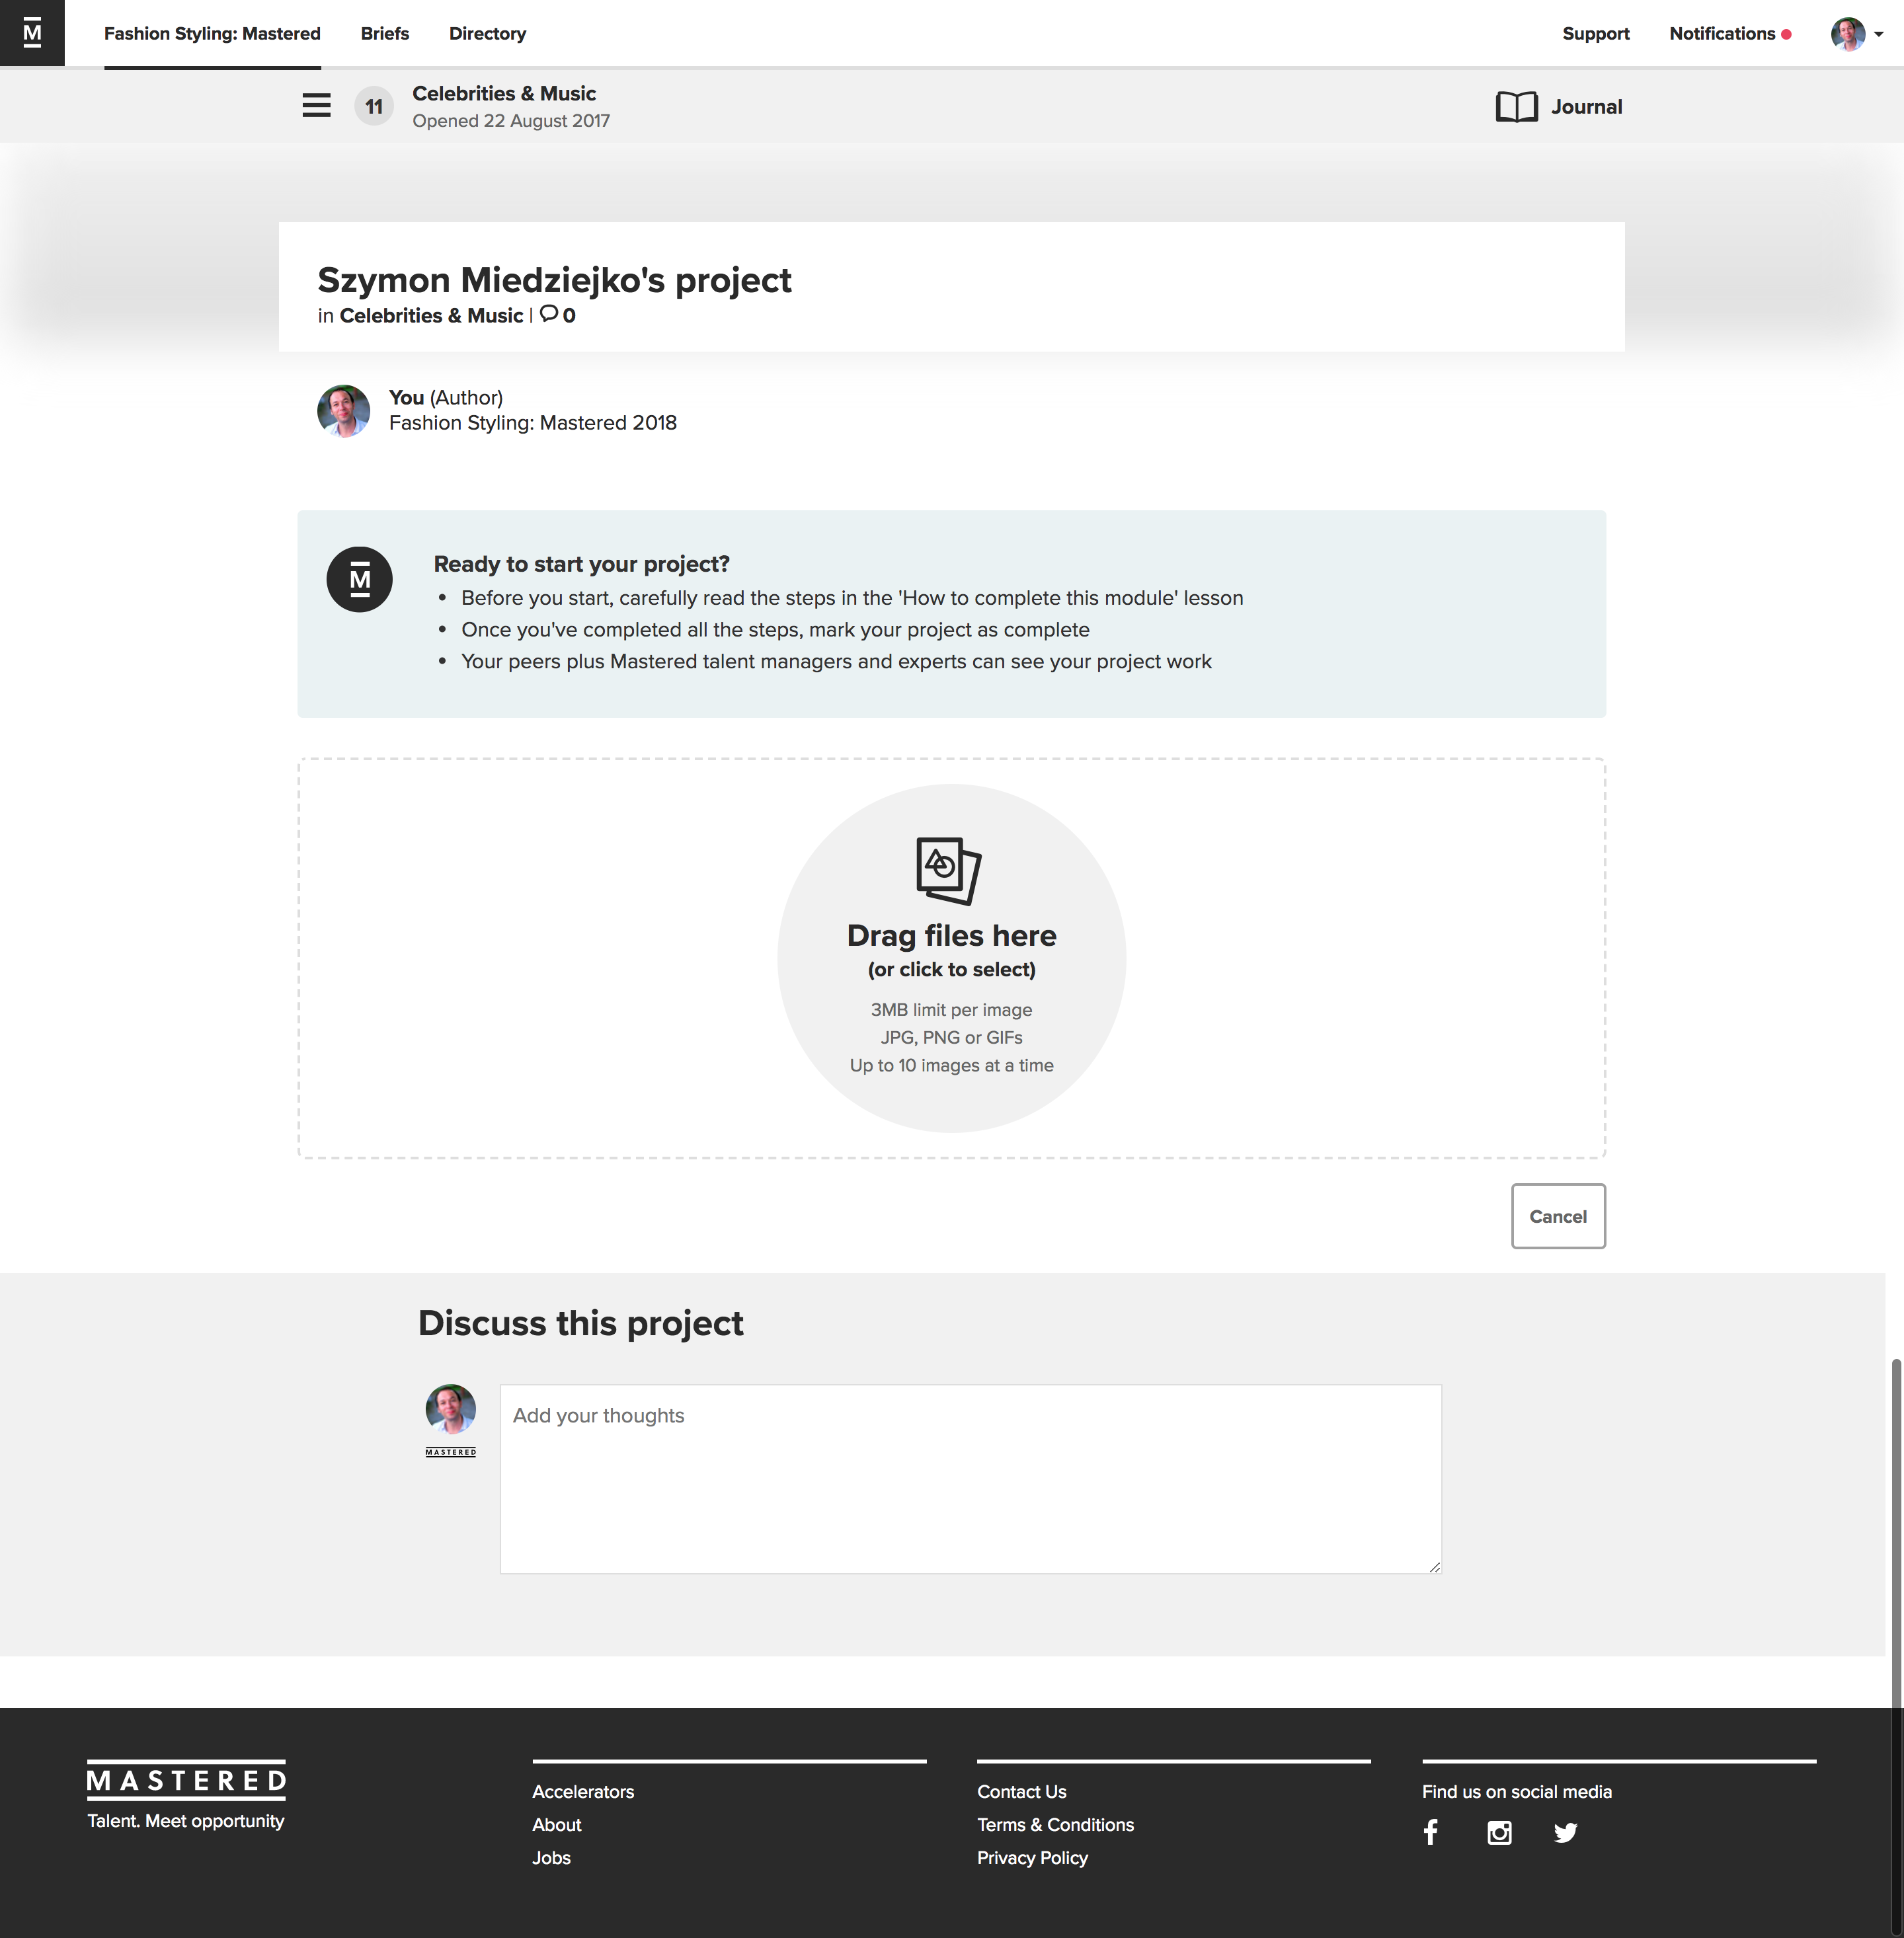 M
Fashion Styling: Mastered
Briefs
Directory
Support
Notifications
11
Celebrities & Music
Opened 22 August 2017
Journal
Szymon Miedziejko's project
in Celebrities & Music | 0
You (Author)
Fashion Styling: Mastered 2018
M
Ready to start your project?
• Before you start, carefully read the steps in the 'How to complete this module' lesson
• Once you've completed all the steps, mark your project as complete
• Your peers plus Mastered talent managers and experts can see your project work
Drag files here
(or click to select)
3MB limit per image
JPG, PNG or GIFs
Up to 10 images at a time
Cancel
Discuss this project
MASTERED
Add your thoughts
MASTERED
Talent. Meet opportunity
Accelerators
About
Jobs
Contact Us
Terms & Conditions
Privacy Policy
Find us on social media